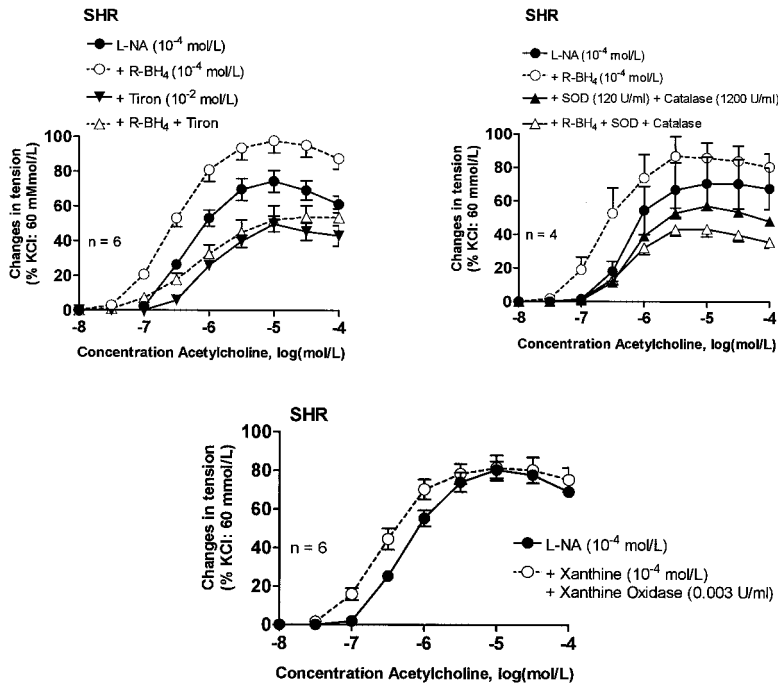 SHR
L-NA (10⁻⁴ mol/L)
+ R-BH₄ (10⁻⁴ mol/L)
+ Tiron (10⁻² mol/L)
+ R-BH₄ + Tiron
Changes in tension
(% KCl: 60 mMmol/L)
100
80
60
40
20
0
n = 6
-8
-7
-6
-5
-4
Concentration Acetylcholine, log(mol/L)
SHR
L-NA (10⁻⁴ mol/L)
+ R-BH₄ (10⁻⁴ mol/L)
+ SOD (120 U/ml) + Catalase (1200 U/ml)
+ R-BH₄ + SOD + Catalase
Changes in tension
(% KCl: 60 mmol/L)
100
80
60
40
20
0
n = 4
-8
-7
-6
-5
-4
Concentration Acetylcholine, log(mol/L)
SHR
Changes in tension
(% KCl: 60 mmol/L)
100
80
60
40
20
0
n = 6
L-NA (10⁻⁴ mol/L)
+ Xanthine (10⁻⁴ mol/L)
+ Xanthine Oxidase (0.003 U/ml)
-8
-7
-6
-5
-4
Concentration Acetylcholine, log(mol/L)